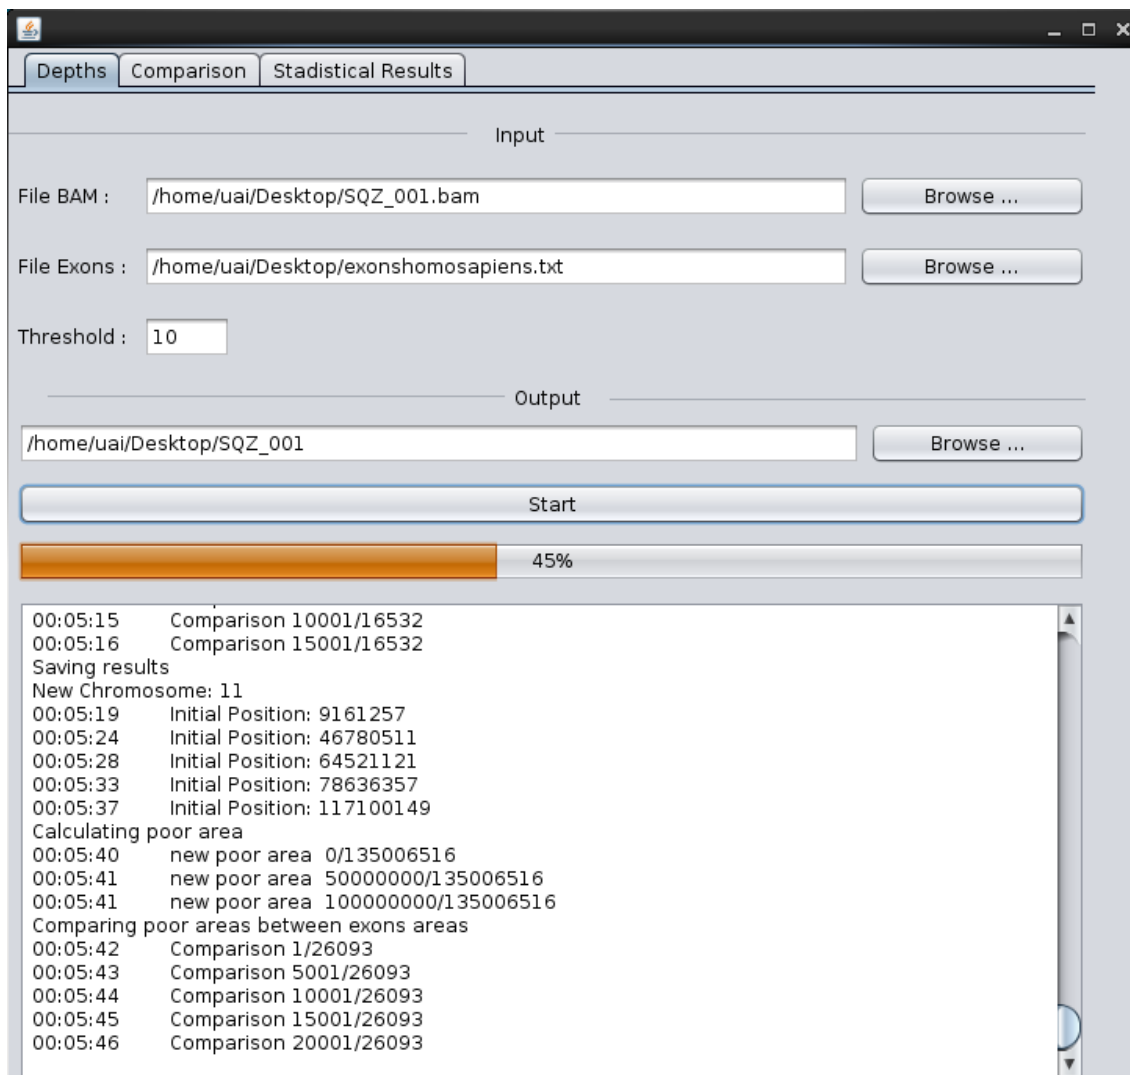 Depths Comparison Stadistical Results
Input
File BAM : /home/uai/Desktop/SQZ_001.bam Browse ...
File Exons : /home/uai/Desktop/exonshomosapiens.txt Browse ...
Threshold : 10
Output
/home/uai/Desktop/SQZ_001 Browse ...
Start
45%
00:05:15 Comparison 10001/16532
00:05:16 Comparison 15001/16532
Saving results
New Chromosome: 11
00:05:19 Initial Position: 9161257
00:05:24 Initial Position: 46780511
00:05:28 Initial Position: 64521121
00:05:33 Initial Position: 78636357
00:05:37 Initial Position: 117100149
Calculating poor area
00:05:40 new poor area 0/135006516
00:05:41 new poor area 50000000/135006516
00:05:41 new poor area 100000000/135006516
Comparing poor areas between exons areas
00:05:42 Comparison 1/26093
00:05:43 Comparison 5001/26093
00:05:44 Comparison 10001/26093
00:05:45 Comparison 15001/26093
00:05:46 Comparison 20001/26093